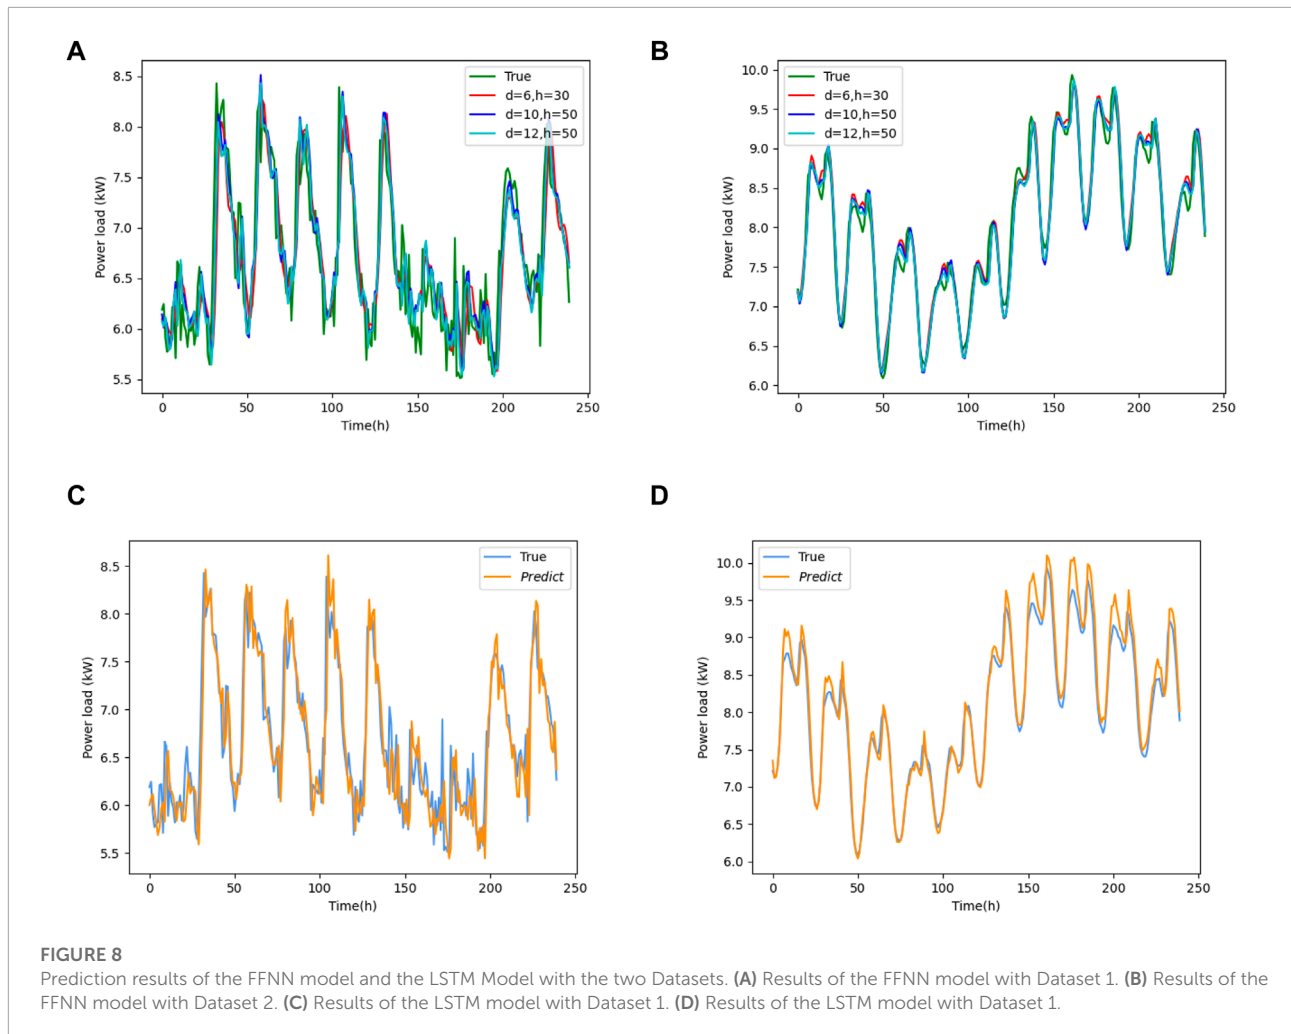 A
8.5
8.0
7.5
7.0
6.5
6.0
5.5
Power load (kW)
0 50 100 150 200 250
Time(h)
True
d=6,h=30
d=10,h=50
d=12,h=50
B
10.0
9.5
9.0
8.5
8.0
7.5
7.0
6.5
6.0
Power load (kW)
0 50 100 150 200 250
Time(h)
True
d=6,h=30
d=10,h=50
d=12,h=50
C
8.5
8.0
7.5
7.0
6.5
6.0
5.5
Power load (kW)
0 50 100 150 200 250
Time(h)
True
Predict
D
10.0
9.5
9.0
8.5
8.0
7.5
7.0
6.5
6.0
Power load (kW)
0 50 100 150 200 250
Time(h)
True
Predict
FIGURE 8
Prediction results of the FFNN model and the LSTM Model with the two Datasets. (A) Results of the FFNN model with Dataset 1. (B) Results of the
FFNN model with Dataset 2. (C) Results of the LSTM model with Dataset 1. (D) Results of the LSTM model with Dataset 1.